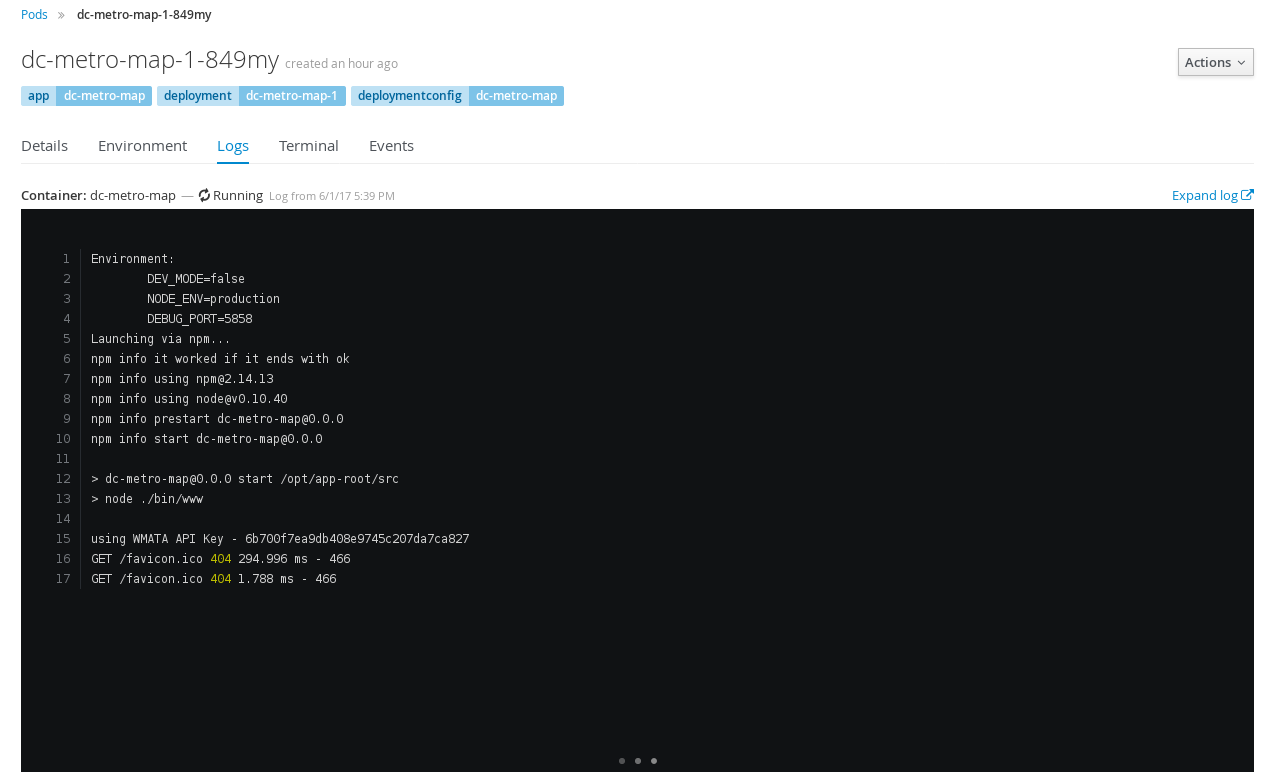 Pods » dc-metro-map-1-849my
dc-metro-map-1-849my created an hour ago
Actions
app dc-metro-map deployment dc-metro-map-1 deploymentconfig dc-metro-map
Details Environment Logs Terminal Events
Container: dc-metro-map — Running Log from 6/1/17 5:39 PM Expand log
1 Environment:
2 DEV_MODE=false
3 NODE_ENV=production
4 DEBUG_PORT=5858
5 Launching via npm...
6 npm info it worked if it ends with ok
7 npm info using npm@2.14.13
8 npm info using node@v0.10.40
9 npm info prestart dc-metro-map@0.0.0
10 npm info start dc-metro-map@0.0.0
11
12 > dc-metro-map@0.0.0 start /opt/app-root/src
13 > node ./bin/www
14
15 using WMATA API Key - 6b700f7ea9db408e9745c207da7ca827
16 GET /favicon.ico 404 294.996 ms - 466
17 GET /favicon.ico 404 1.788 ms - 466